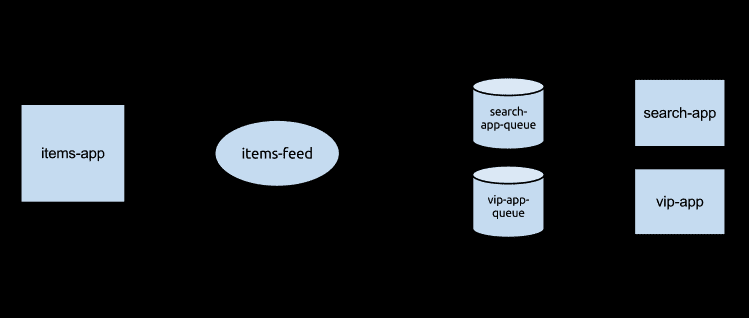 items-app
items-feed
search-
app-queue
search-app
vip-app-
queue
vip-app